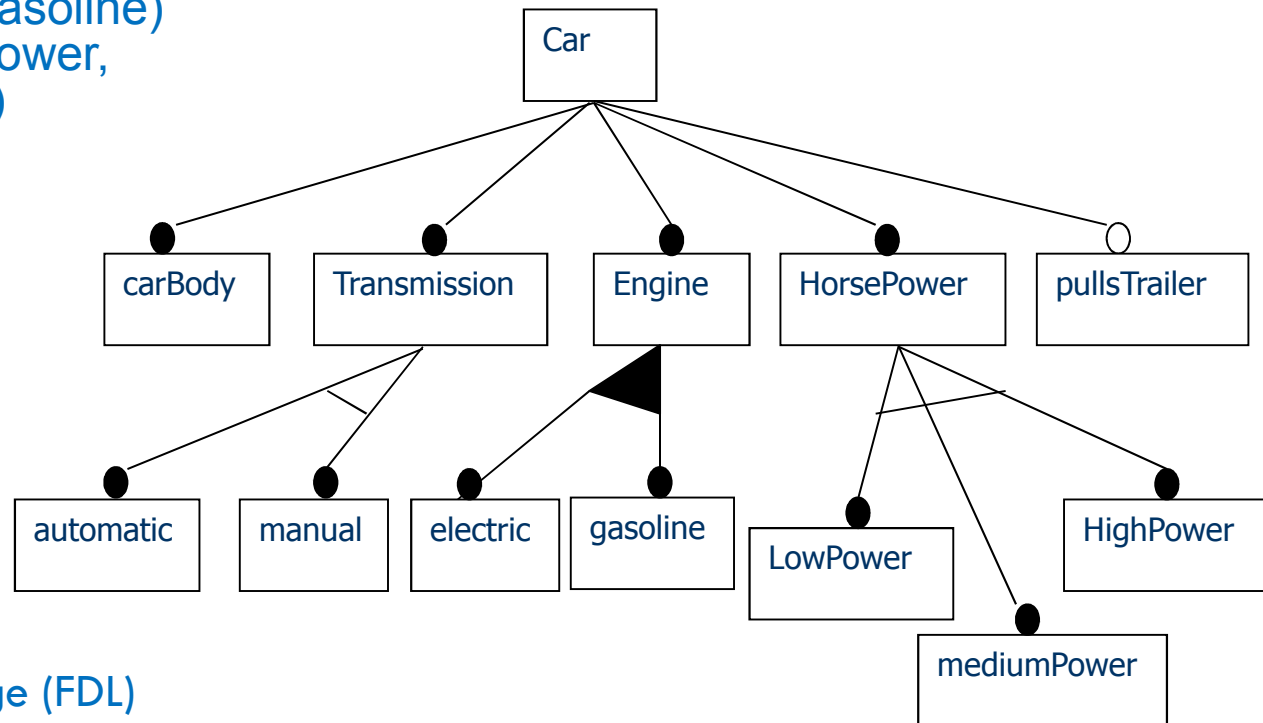 asoline)
ower,
)
Car
carBody
Transmission
Engine
HorsePower
pullsTrailer
automatic
manual
electric
gasoline
LowPower
HighPower
mediumPower
ge (FDL)